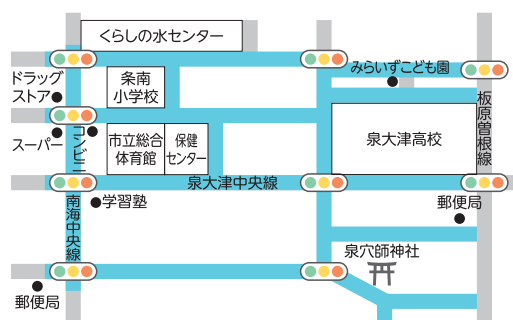 くらしの水センター
みらいずこども園
ドラッグ
ストア
条南
小学校
板原曽根線
スーパー
コンビニ
市立総合
体育館
保健
センター
泉大津高校
泉大津中央線
南海中央線
学習塾
郵便局
泉穴師神社
郵便局